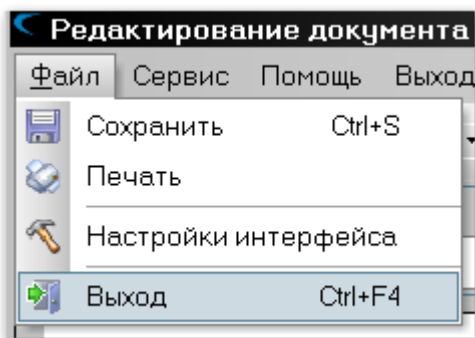 Редактирование документа
Файл Сервис Помощь Выход
Сохранить Ctrl+S
Печать
Настройки интерфейса
Выход Ctrl+F4